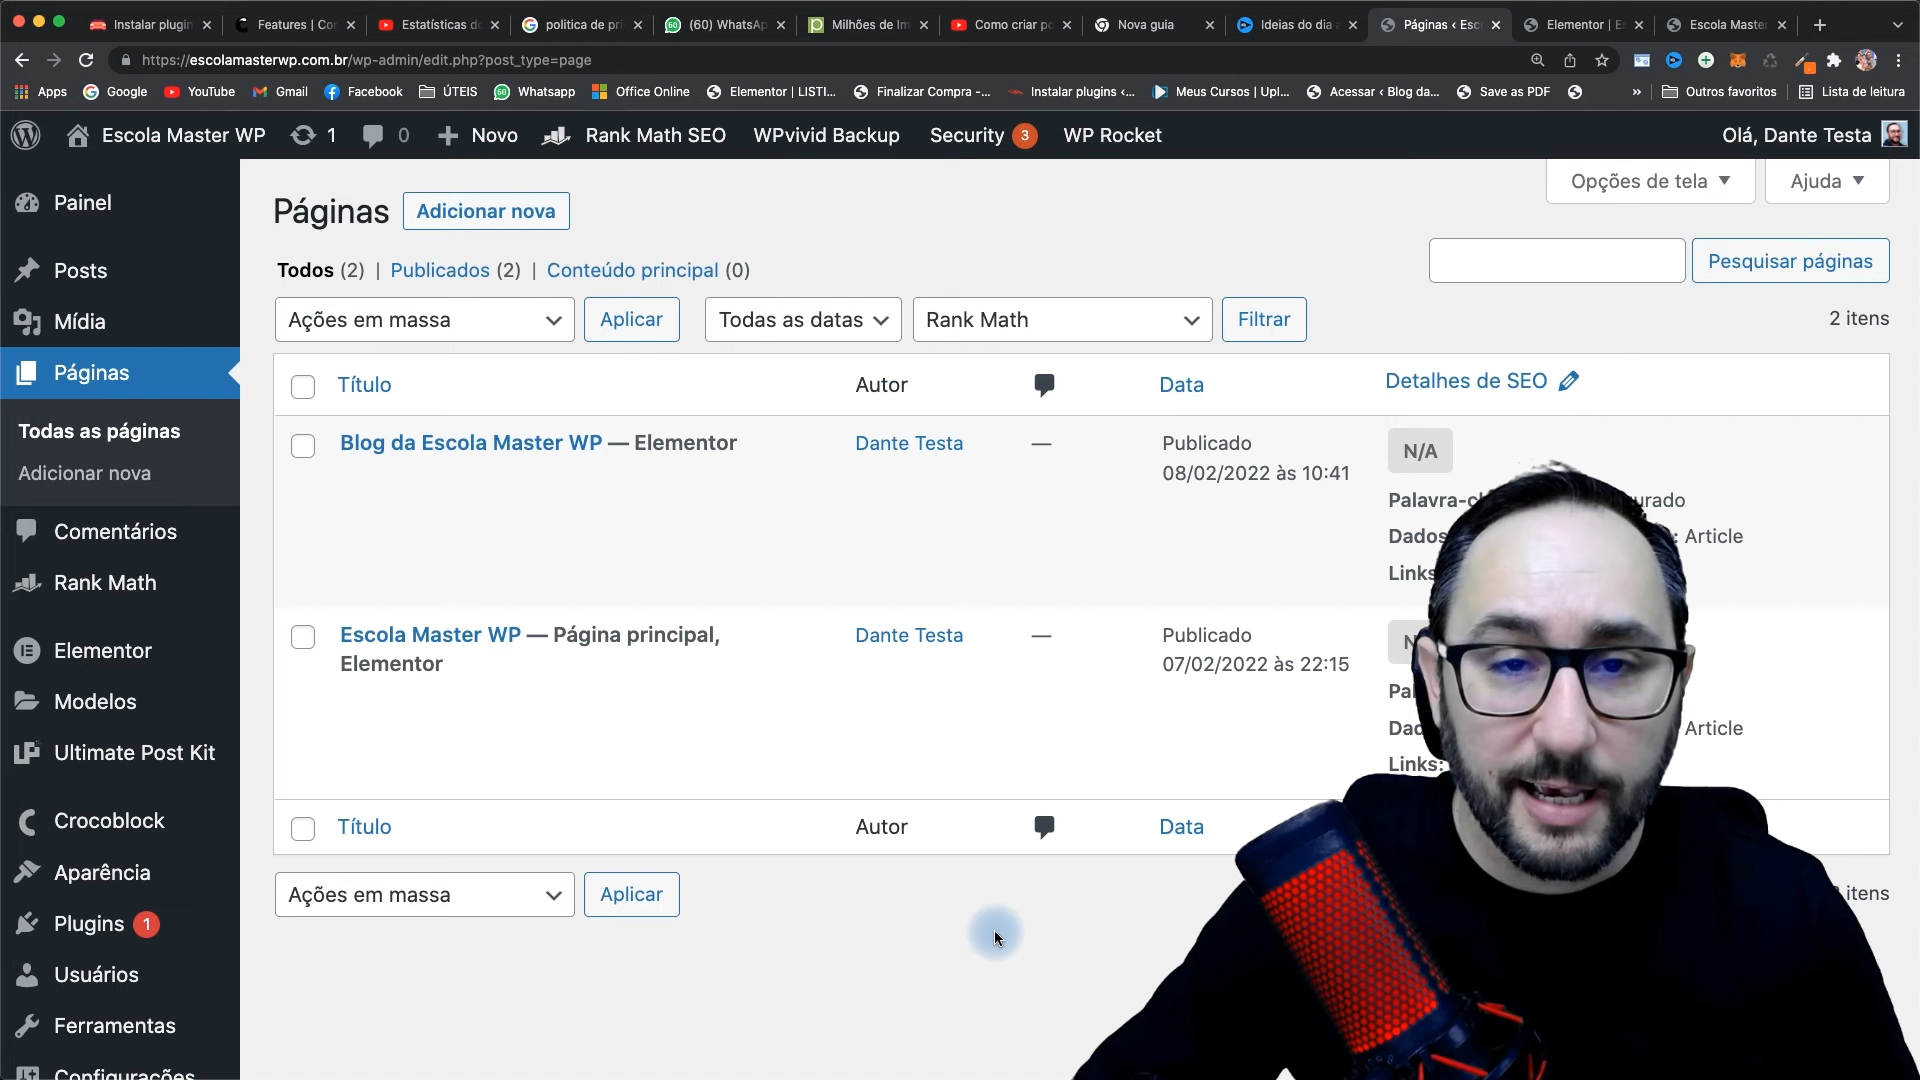 Instalar plugin
Features | Co
Estatísticas d
politica de pri
(60) WhatsAp
Milhões de Im
Como criar po
Nova guia
Ideias do dia
Páginas ‹ Esc
Elementor | E
Escola Master
https://escolamasterwp.com.br/wp-admin/edit.php?post_type=page
Apps
Google
YouTube
Gmail
Facebook
ÚTEIS
Whatsapp
Office Online
Elementor | LISTI...
Finalizar Compra -...
Instalar plugins ‹...
Meus Cursos | Upl...
Acessar ‹ Blog da...
Save as PDF
»
Outros favoritos
Lista de leitura
Escola Master WP
1
0
Novo
Rank Math SEO
WPvivid Backup
Security 3
WP Rocket
Olá, Dante Testa
Painel
Posts
Mídia
Páginas
Todas as páginas
Adicionar nova
Comentários
Rank Math
Elementor
Modelos
Ultimate Post Kit
Crocoblock
Aparência
Plugins 1
Usuários
Ferramentas
Configurações
Opções de tela
Ajuda
Páginas
Adicionar nova
Todos (2) | Publicados (2) | Conteúdo principal (0)
Pesquisar páginas
Ações em massa
Aplicar
Todas as datas
Rank Math
Filtrar
2 itens
Título
Autor
Data
Detalhes de SEO
Blog da Escola Master WP — Elementor
Dante Testa
—
Publicado
08/02/2022 às 10:41
N/A
Dados : Article
Links
Escola Master WP — Página principal,
Elementor
Dante Testa
—
Publicado
07/02/2022 às 22:15
Article
Links:
Título
Autor
Data
Ações em massa
Aplicar
itens